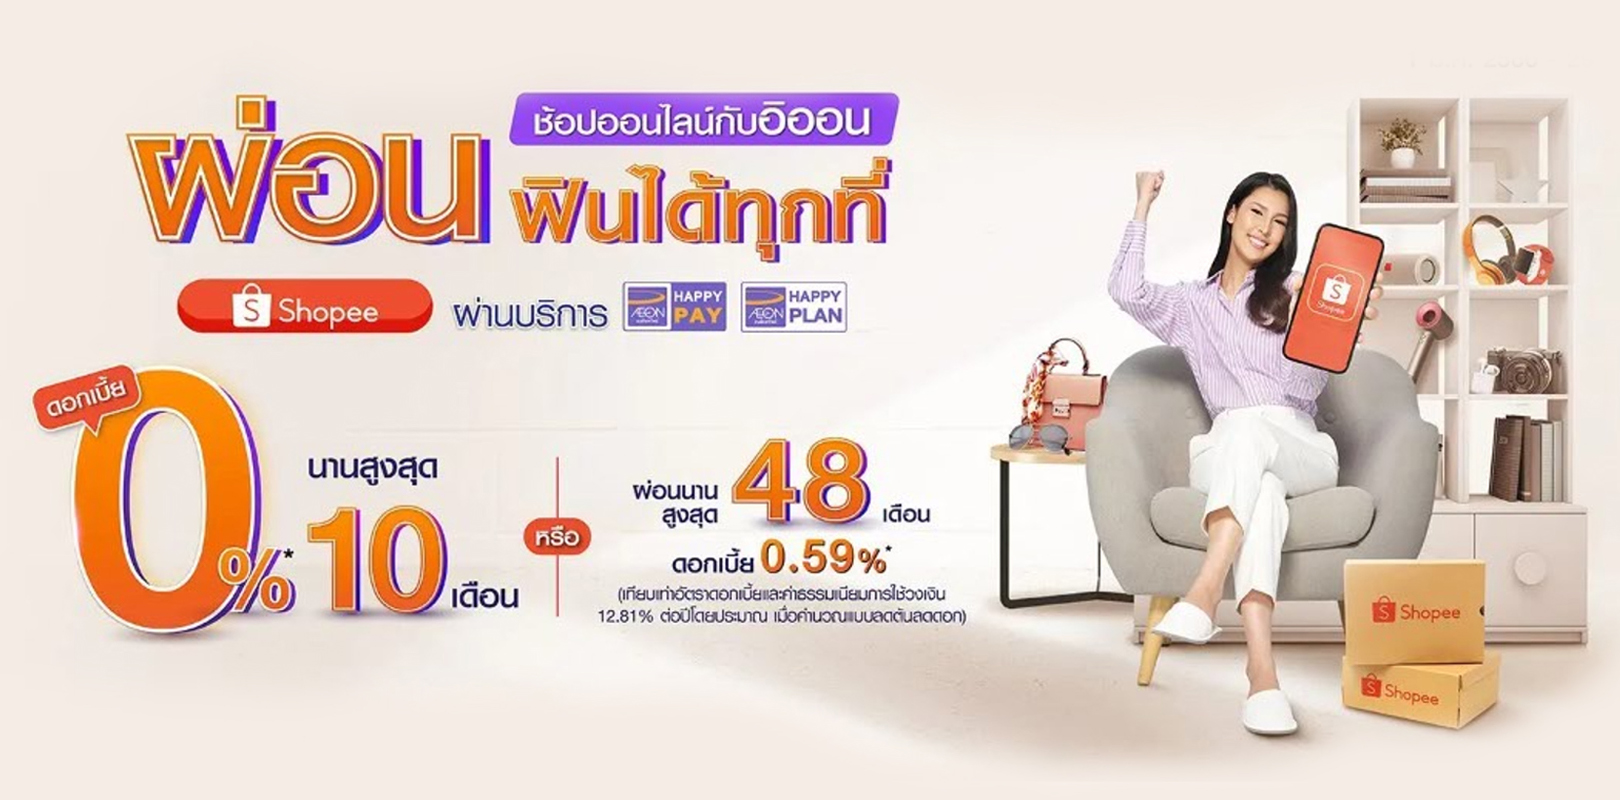 ช้อปออนไลน์กับอิออน
ผ่อน ฟินได้ทุกที่
Shopee ผ่านบริการ AEON HAPPY PAY AEON HAPPY PLAN
ดอกเบี้ย
0%* นานสูงสุด
10 เดือน
หรือ
ผ่อนนาน
สูงสุด 48 เดือน
ดอกเบี้ย 0.59%*
(เทียบเท่าอัตราดอกเบี้ยและค่าธรรมเนียมการใช้วงเงิน
12.81% ต่อปีโดยประมาณ เมื่อคำนวณแบบลดต้นลดดอก)
Shopee
Shopee
Shopee